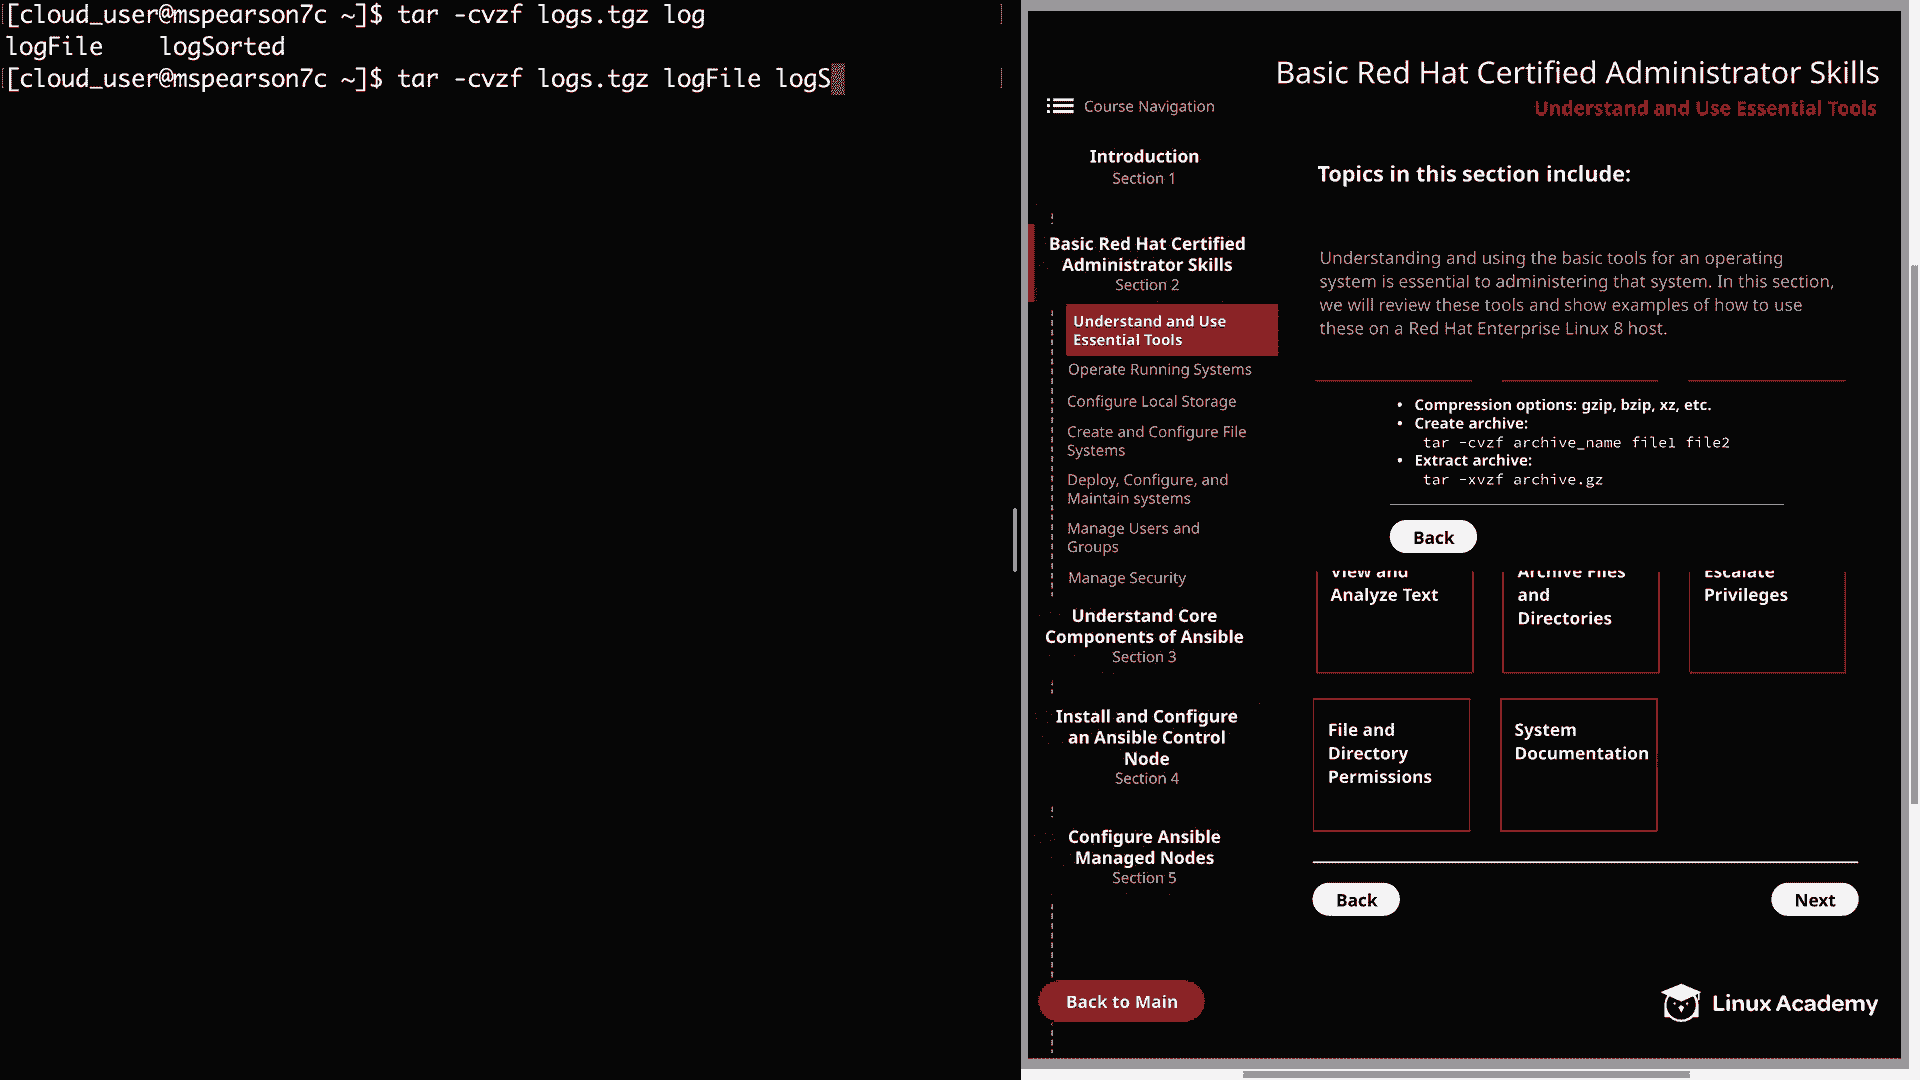 [cloud_user@mspearson7c ~]$ tar -cvzf logs.tgz log
logFile    logSorted
[cloud_user@mspearson7c ~]$ tar -cvzf logs.tgz logFile logS
Basic Red Hat Certified Administrator Skills
Understand and Use Essential Tools
Course Navigation
Introduction
Section 1
Basic Red Hat Certified
Administrator Skills
Section 2
Understand and Use
Essential Tools
Operate Running Systems
Configure Local Storage
Create and Configure File
Systems
Deploy, Configure, and
Maintain systems
Manage Users and
Groups
Manage Security
Understand Core
Components of Ansible
Section 3
Install and Configure
an Ansible Control
Node
Section 4
Configure Ansible
Managed Nodes
Section 5
Back to Main
Topics in this section include:
Understanding and using the basic tools for an operating
system is essential to administering that system. In this section,
we will review these tools and show examples of how to use
these on a Red Hat Enterprise Linux 8 host.
• Compression options: gzip, bzip, xz, etc.
• Create archive:
tar -cvzf archive_name file1 file2
• Extract archive:
tar -xvzf archive.gz
Back
View and
Analyze Text
Archive Files
and
Directories
Escalate
Privileges
File and
Directory
Permissions
System
Documentation
Back
Next
Linux Academy